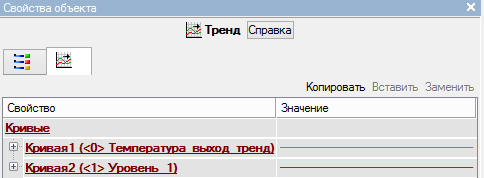 Свойства объекта
Тренд Справка
Копировать Вставить Заменить
Свойство Значение
Кривые
Кривая1 (<0> Температура_выход_тренд)
Кривая2 (<1> Уровень_1)